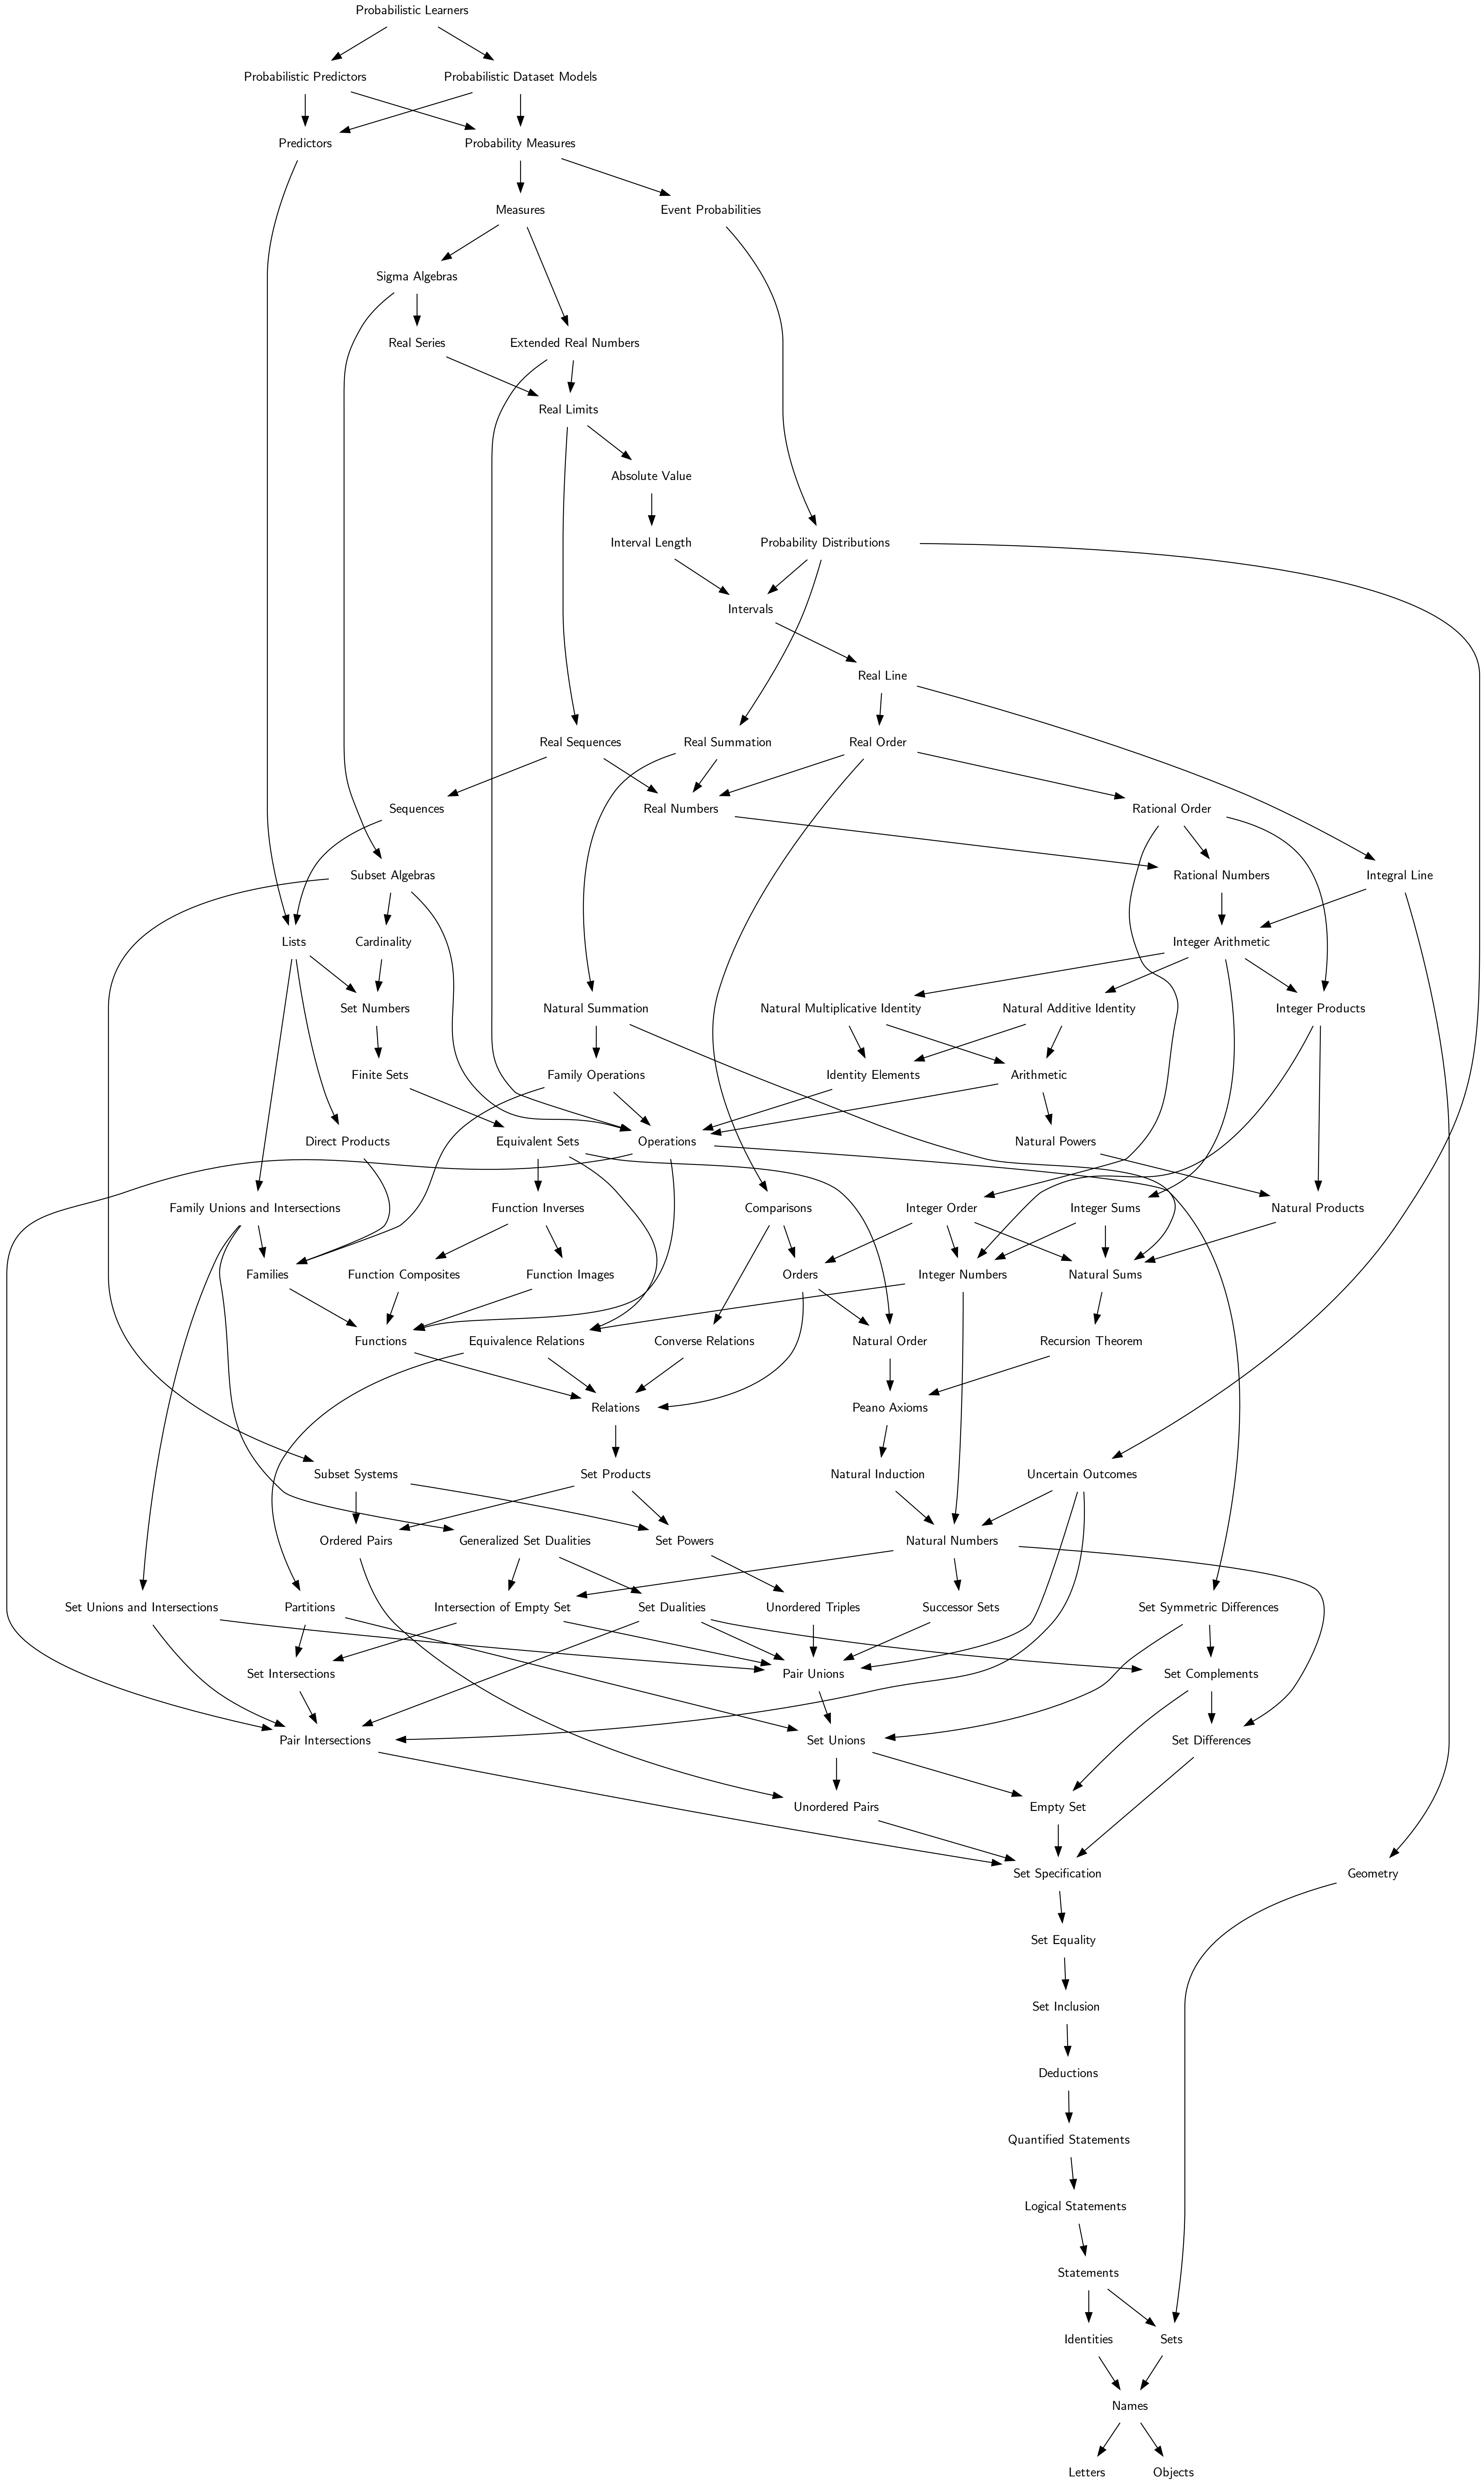 Probabilistic Learners
Probabilistic Predictors
Probabilistic Dataset Models
Predictors
Probability Measures
Measures
Event Probabilities
Sigma Algebras
Real Series
Extended Real Numbers
Real Limits
Absolute Value
Interval Length
Probability Distributions
Intervals
Real Line
Real Sequences
Real Summation
Real Order
Sequences
Real Numbers
Rational Order
Subset Algebras
Rational Numbers
Integral Line
Lists
Cardinality
Integer Arithmetic
Set Numbers
Natural Summation
Natural Multiplicative Identity
Natural Additive Identity
Integer Products
Finite Sets
Family Operations
Identity Elements
Arithmetic
Direct Products
Equivalent Sets
Operations
Natural Powers
Family Unions and Intersections
Function Inverses
Comparisons
Integer Order
Integer Sums
Natural Products
Families
Function Composites
Function Images
Orders
Integer Numbers
Natural Sums
Functions
Equivalence Relations
Converse Relations
Natural Order
Recursion Theorem
Relations
Peano Axioms
Subset Systems
Set Products
Natural Induction
Uncertain Outcomes
Ordered Pairs
Generalized Set Dualities
Set Powers
Natural Numbers
Set Unions and Intersections
Partitions
Intersection of Empty Set
Set Dualities
Unordered Triples
Successor Sets
Set Symmetric Differences
Set Intersections
Pair Unions
Set Complements
Pair Intersections
Set Unions
Set Differences
Unordered Pairs
Empty Set
Set Specification
Geometry
Set Equality
Set Inclusion
Deductions
Quantified Statements
Logical Statements
Statements
Identities
Sets
Names
Letters
Objects